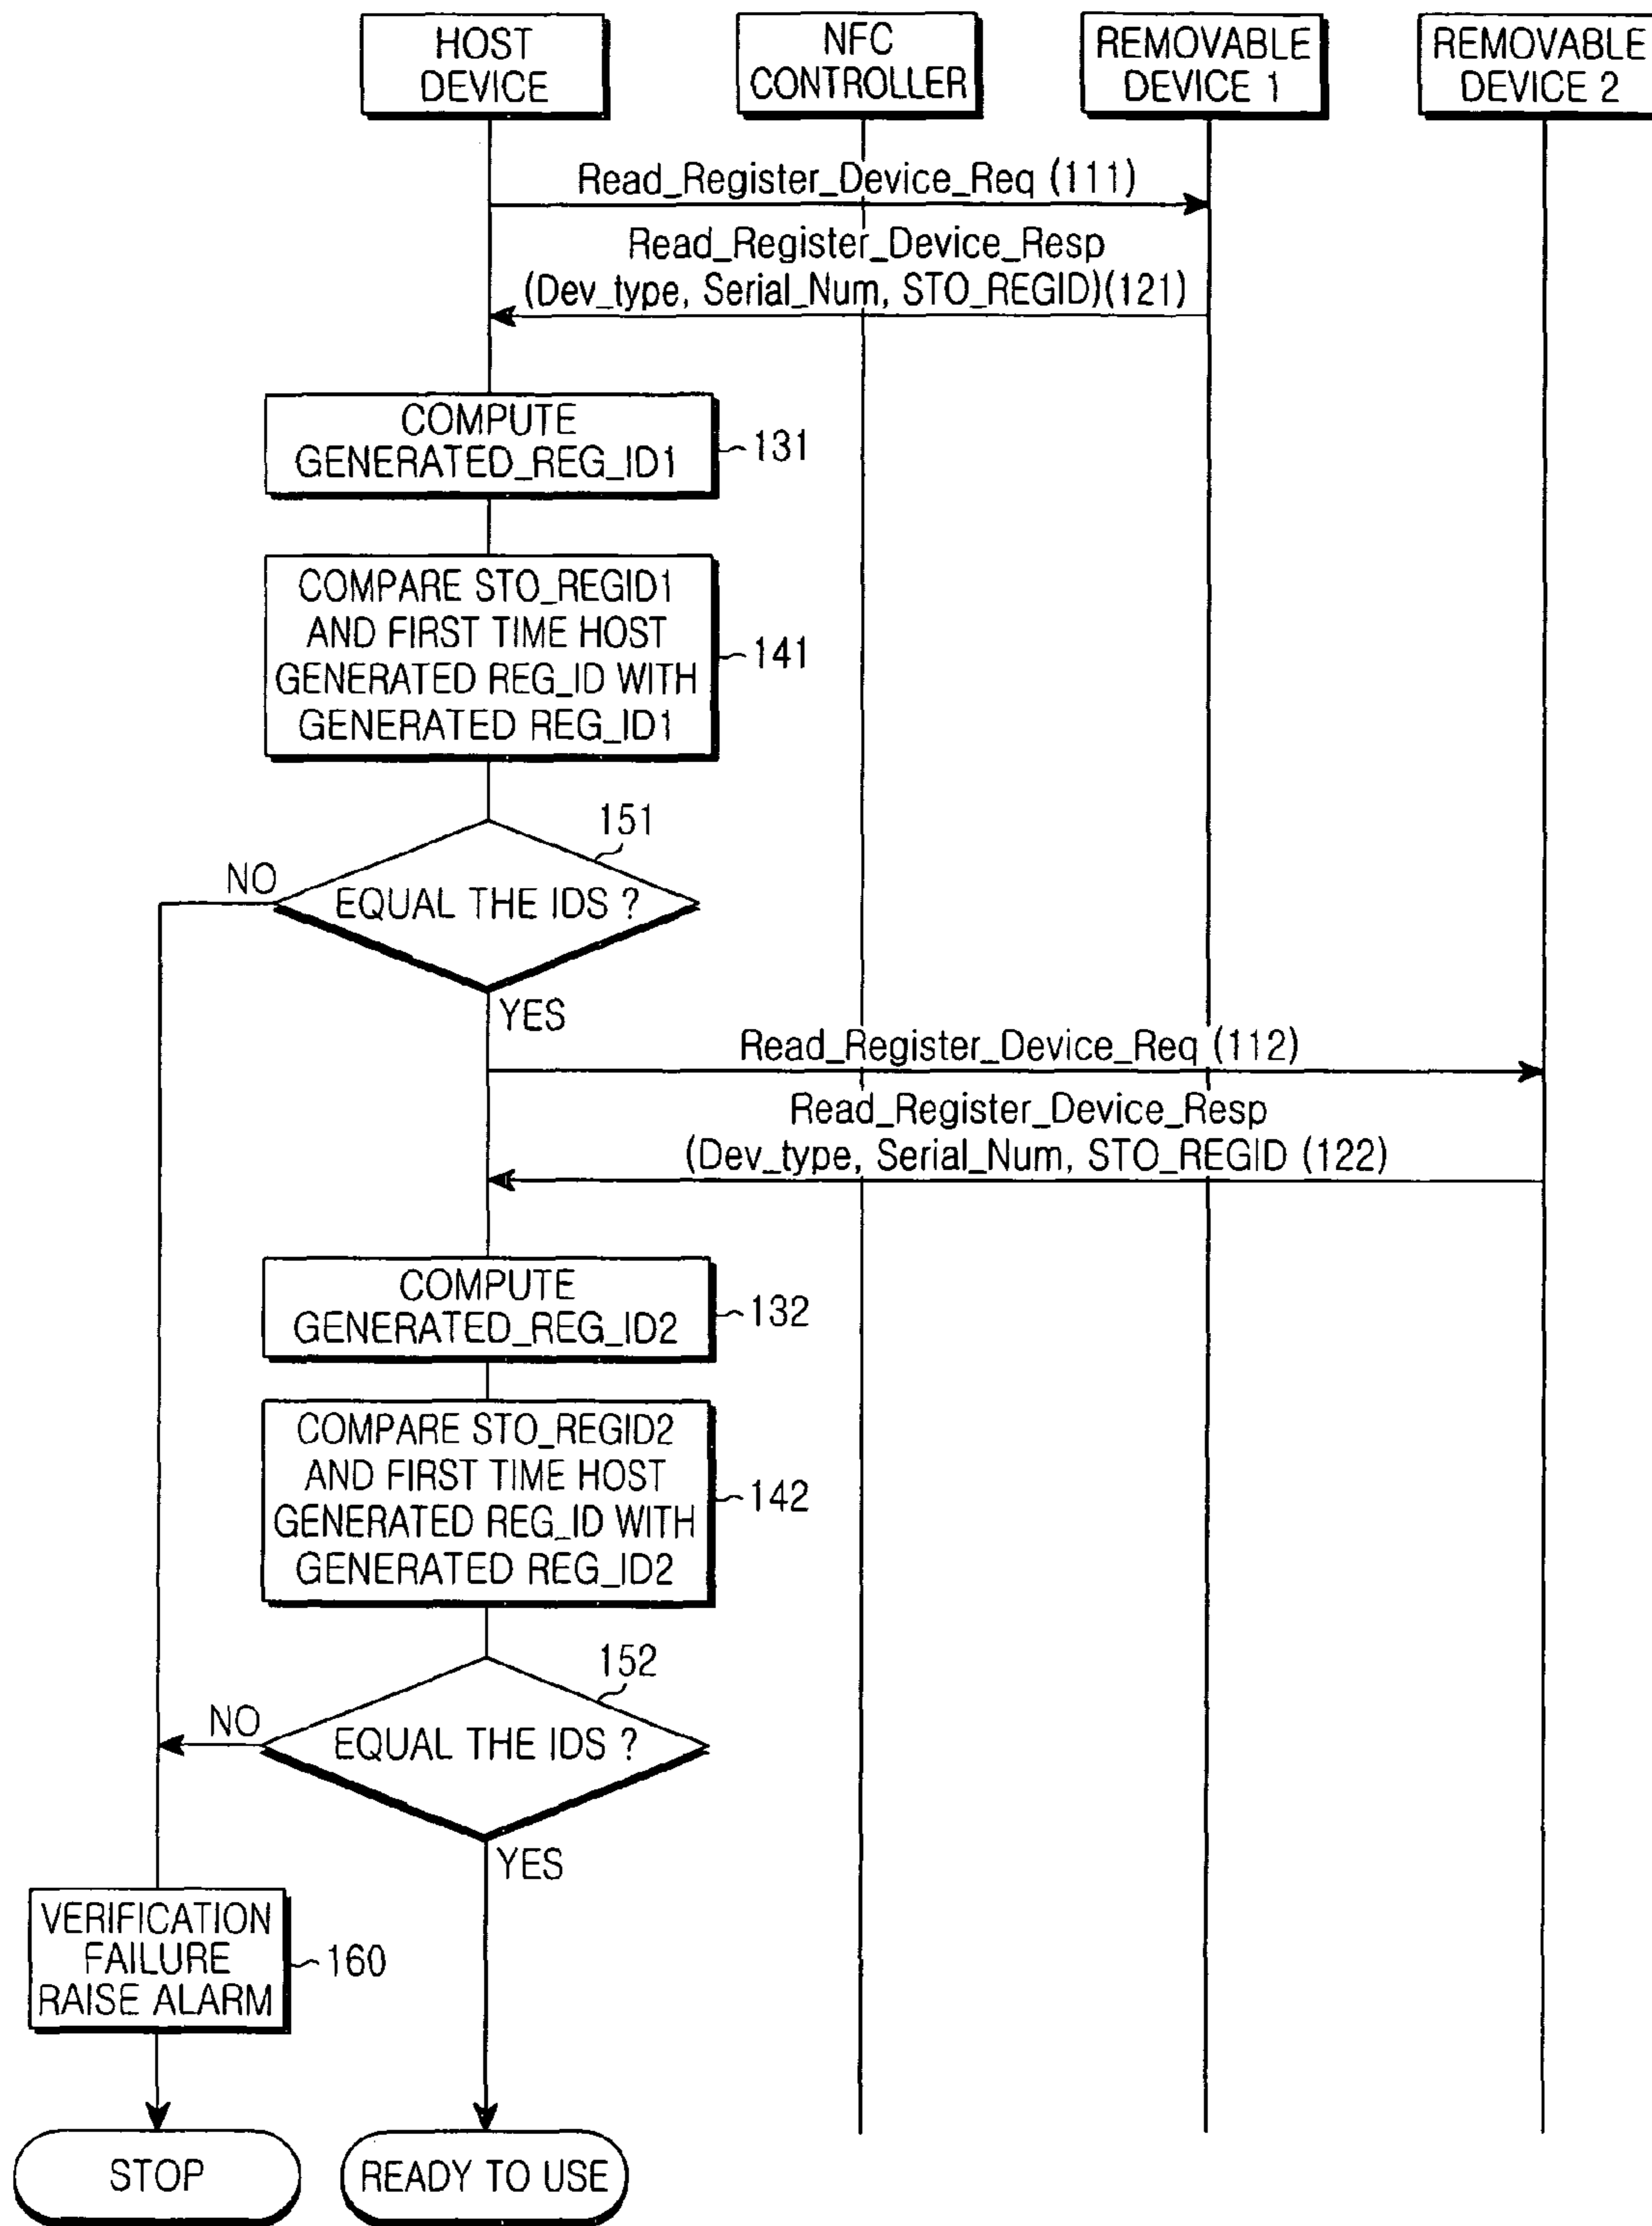 HOST
DEVICE
NFC
CONTROLLER
REMOVABLE
DEVICE 1
REMOVABLE
DEVICE 2
Read_Register_Device_Req (111)
Read_Register_Device_Resp
(Dev_type, Serial_Num, STO_REGID)(121)
COMPUTE
GENERATED_REG_ID1
131
COMPARE STO_REGID1
AND FIRST TIME HOST
GENERATED REG_ID WITH
GENERATED REG_ID1
141
151
NO
EQUAL THE IDS ?
YES
Read_Register_Device_Req (112)
Read_Register_Device_Resp
(Dev_type, Serial_Num, STO_REGID (122)
COMPUTE
GENERATED_REG_ID2
132
COMPARE STO_REGID2
AND FIRST TIME HOST
GENERATED REG_ID WITH
GENERATED REG_ID2
142
152
NO
EQUAL THE IDS ?
YES
VERIFICATION
FAILURE
RAISE ALARM
160
STOP
READY TO USE